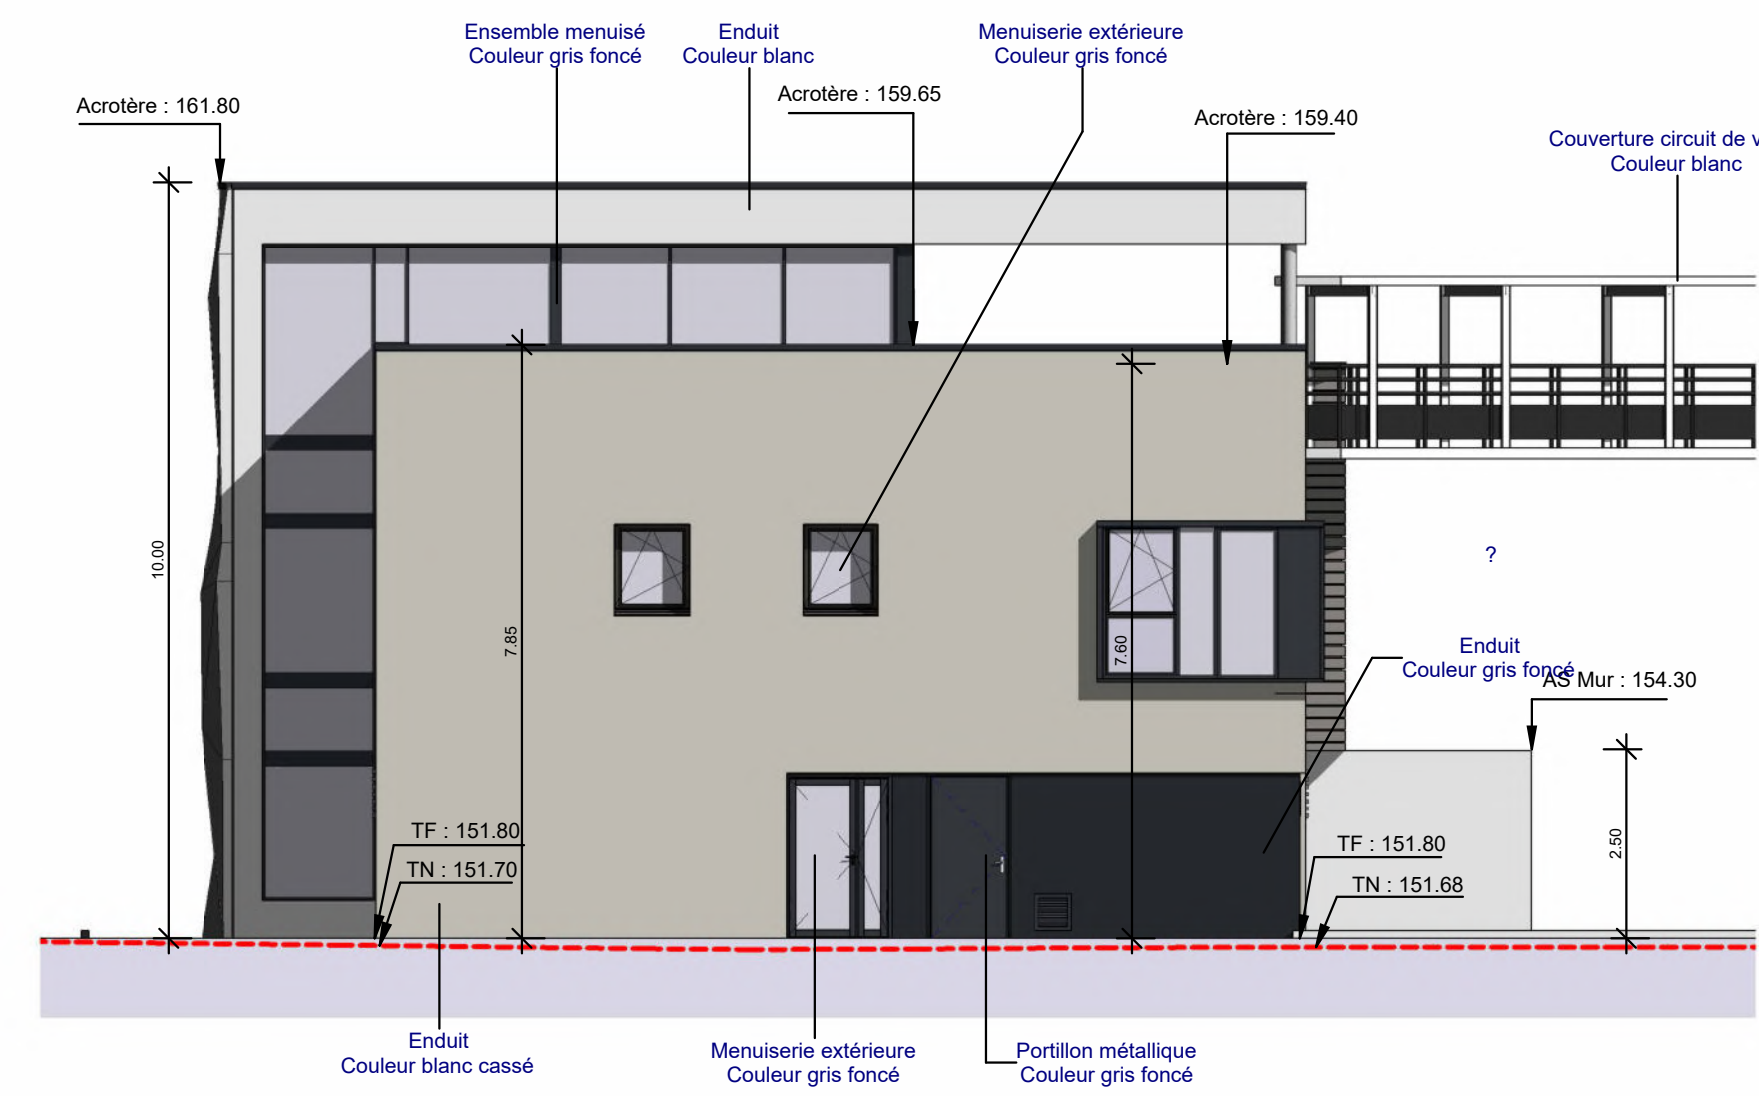 Ensemble menuisé
Couleur gris foncé
Enduit
Couleur blanc
Menuiserie extérieure
Couleur gris foncé
Acrotère : 161.80
Acrotère : 159.65
Acrotère : 159.40
Couverture circuit de v
Couleur blanc
10.00
7.85
7.60
?
Enduit
Couleur gris foncé
AS Mur : 154.30
2.50
TF : 151.80
TN : 151.70
TF : 151.80
TN : 151.68
Enduit
Couleur blanc cassé
Menuiserie extérieure
Couleur gris foncé
Portillon métallique
Couleur gris foncé